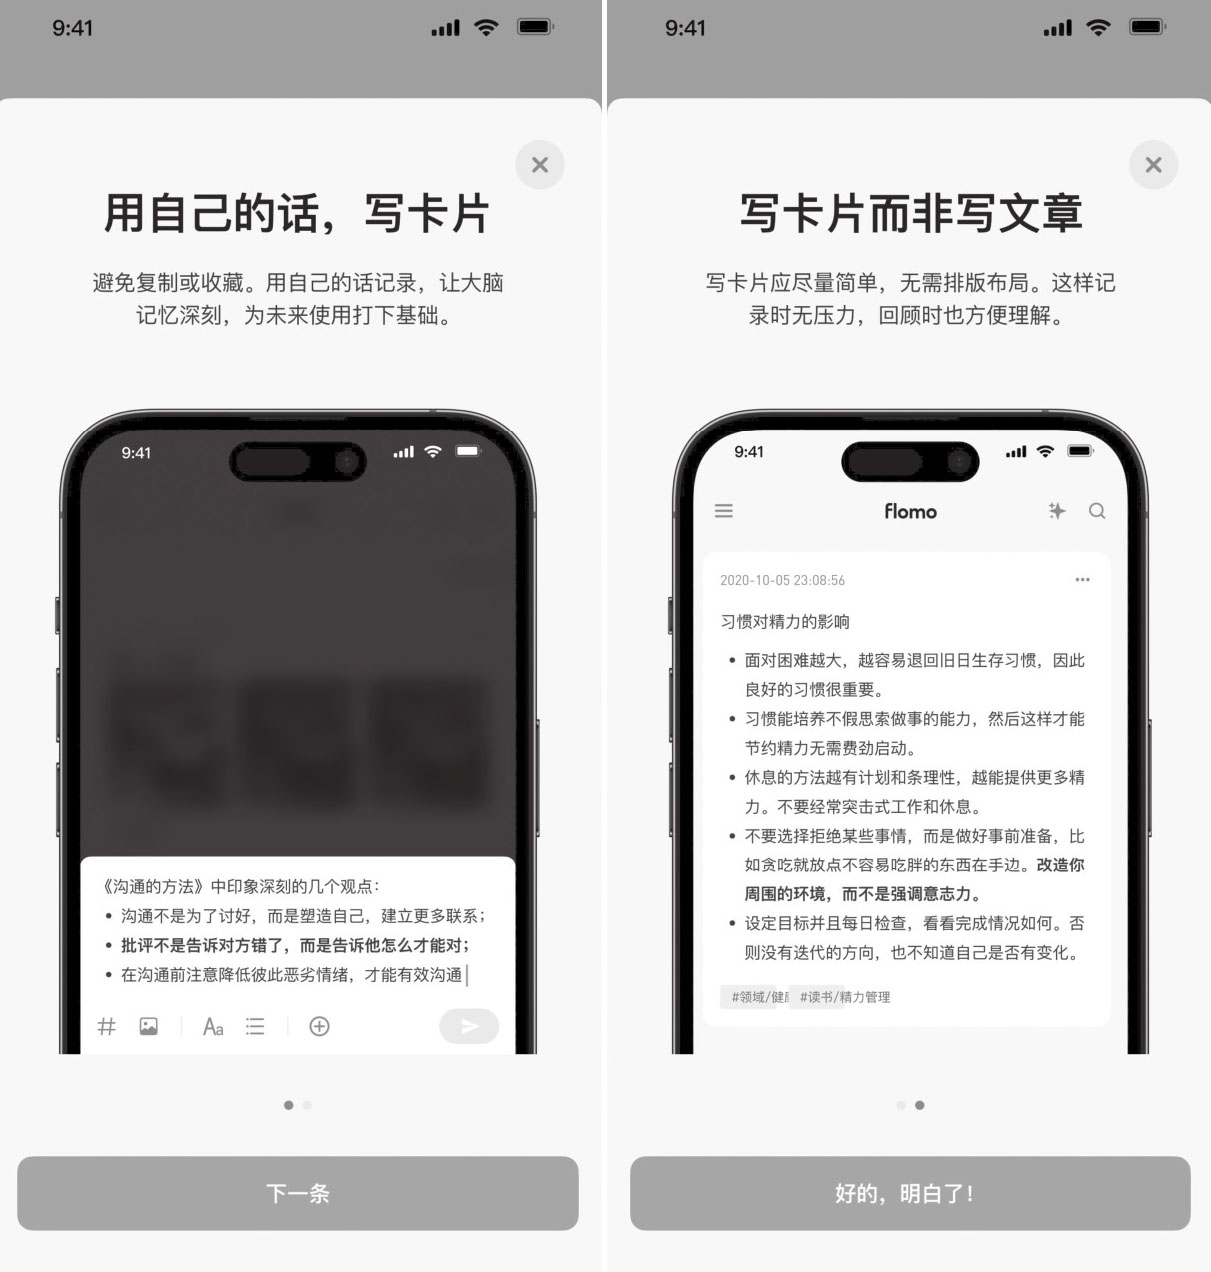 9:41
用自己的话，写卡片
避免复制或收藏。用自己的话记录，让大脑
记忆深刻，为未来使用打下基础。
9:41
《沟通的方法》中印象深刻的几个观点：
• 沟通不是为了讨好，而是塑造自己，建立更多联系；
• 批评不是告诉对方错了，而是告诉他怎么才能对；
• 在沟通前注意降低彼此恶劣情绪，才能有效沟通
# Aa
下一条
9:41
写卡片而非写文章
写卡片应尽量简单，无需排版布局。这样记
录时无压力，回顾时也方便理解。
9:41
flomo
2020-10-05 23:08:56
习惯对精力的影响
• 面对困难越大，越容易退回旧日生存习惯，因此
良好的习惯很重要。
• 习惯能培养不假思索做事的能力，然后这样才能
节约精力无需费劲启动。
• 休息的方法越有计划和条理性，越能提供更多精
力。不要经常突击式工作和休息。
• 不要选择拒绝某些事情，而是做好事前准备，比
如贪吃就放点不容易吃胖的东西在手边。改造你
周围的环境，而不是强调意志力。
• 设定目标并且每日检查，看看完成情况如何。否
则没有迭代的方向，也不知道自己是否有变化。
#领域/健 #读书/精力管理
好的，明白了！